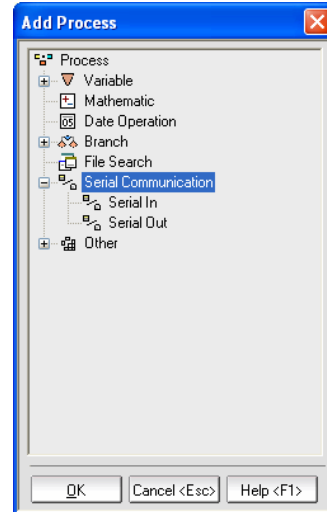 Add Process
Process
Variable
Mathematic
05 Date Operation
Branch
File Search
Serial Communication
Serial In
Serial Out
Other
OK Cancel <Esc> Help <F1>